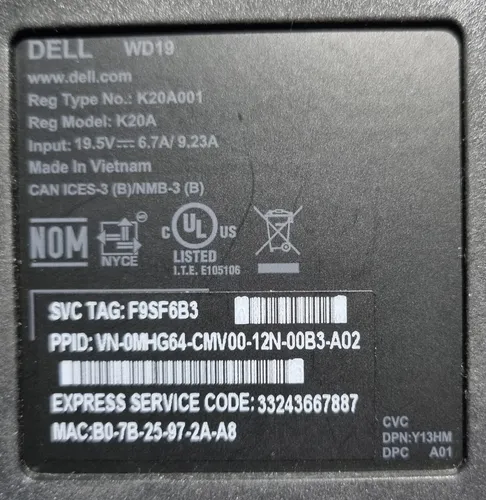 DELL WD19
www.dell.com
Reg Type No.: K20A001
Reg Model: K20A
Input: 19.5V⎓6.7A/ 9.23A
Made In Vietnam
CAN ICES-3 (B)/NMB-3 (B)
NOM
NYCE
C UL US
LISTED
I.T.E. E105106
SVC TAG: F9SF6B3
PPID: VN-0MHG64-CMV00-12N-00B3-A02
EXPRESS SERVICE CODE: 33243667887
MAC:B0-7B-25-97-2A-A8
CVC
DPN:Y13HM
DPC A01